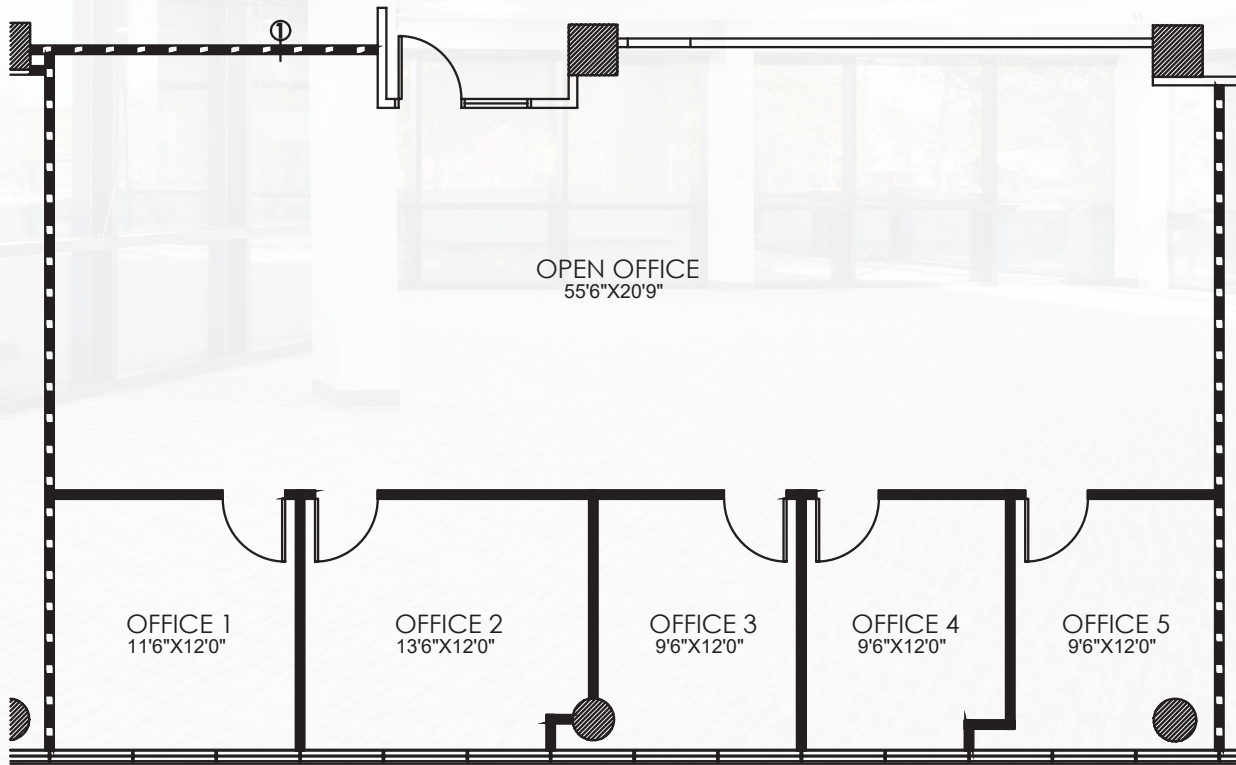 1
OPEN OFFICE
55'6"X20'9"
OFFICE 1
11'6"X12'0"
OFFICE 2
13'6"X12'0"
OFFICE 3
9'6"X12'0"
OFFICE 4
9'6"X12'0"
OFFICE 5
9'6"X12'0"